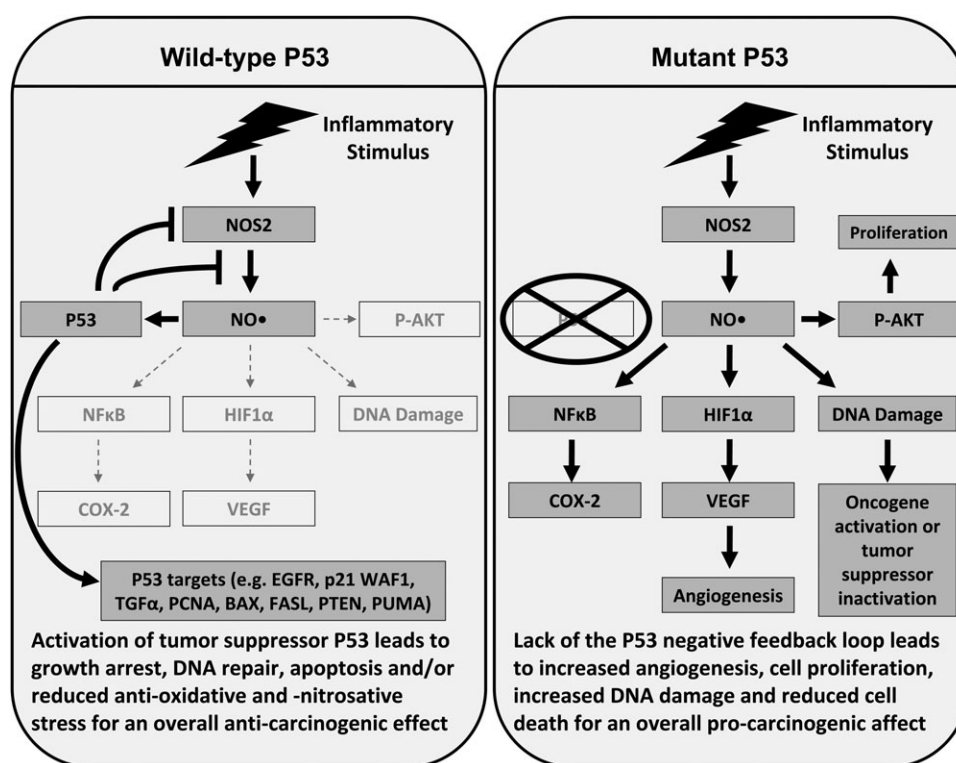 Wild-type P53
Inflammatory
Stimulus
NOS2
P53
NO•
P-AKT
NFκB
HIF1α
DNA Damage
COX-2
VEGF
P53 targets (e.g. EGFR, p21 WAF1,
TGFα, PCNA, BAX, FASL, PTEN, PUMA)
Activation of tumor suppressor P53 leads to
growth arrest, DNA repair, apoptosis and/or
reduced anti-oxidative and -nitrosative
stress for an overall anti-carcinogenic effect
Mutant P53
Inflammatory
Stimulus
NOS2
Proliferation
NO•
P-AKT
NFκB
HIF1α
DNA Damage
COX-2
VEGF
Oncogene
activation or
tumor
suppressor
inactivation
Angiogenesis
Lack of the P53 negative feedback loop leads
to increased angiogenesis, cell proliferation,
increased DNA damage and reduced cell
death for an overall pro-carcinogenic affect